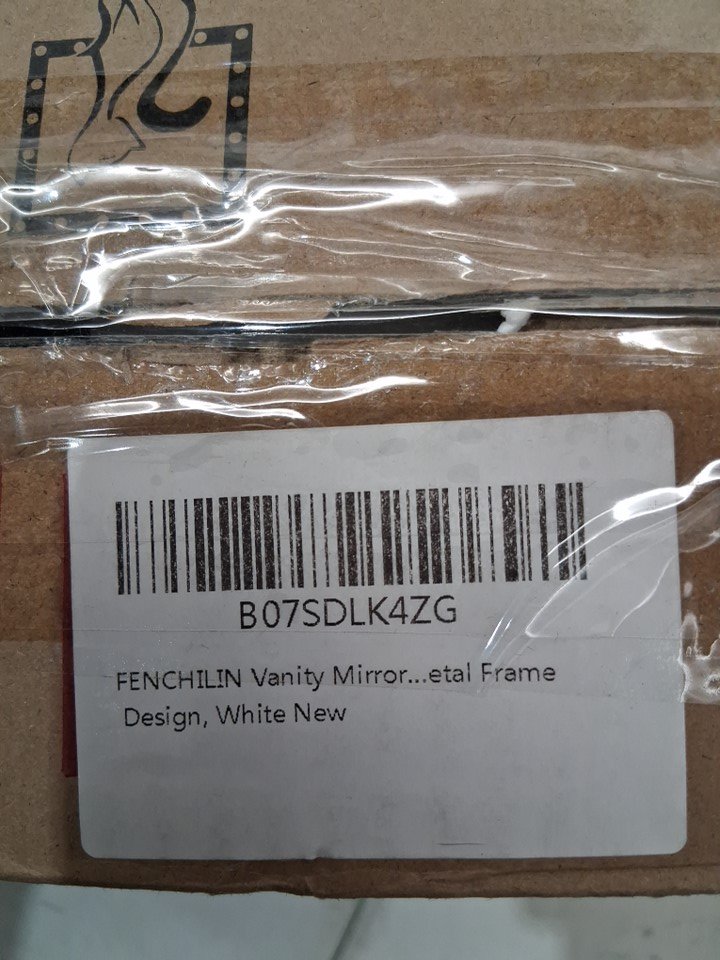 B07SDLK4ZG
FENCHILIN Vanity Mirror...etal Frame
Design, White New